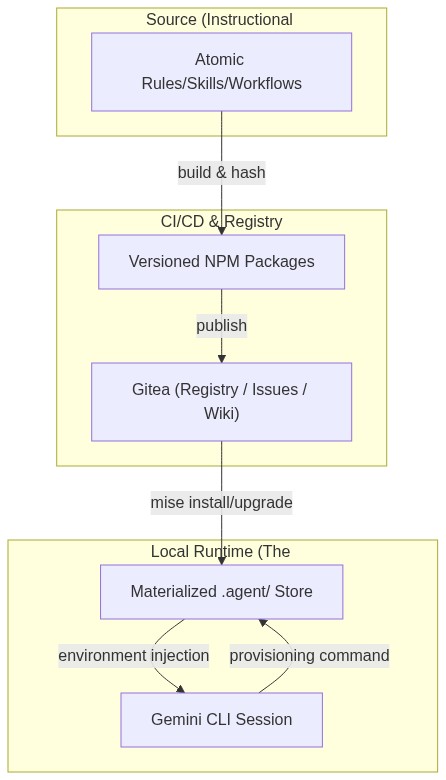 Source (Instructional
Atomic
Rules/Skills/Workflows
build & hash
CI/CD & Registry
Versioned NPM Packages
publish
Gitea (Registry / Issues /
Wiki)
mise install/upgrade
Local Runtime (The
Materialized .agent/ Store
environment injection
provisioning command
Gemini CLI Session